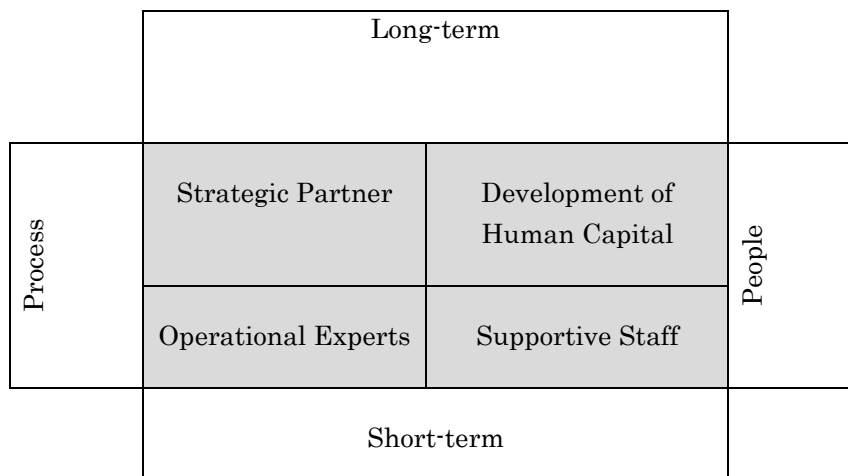 Long-term
Process
Strategic Partner
Development of
Human Capital
People
Operational Experts
Supportive Staff
Short-term